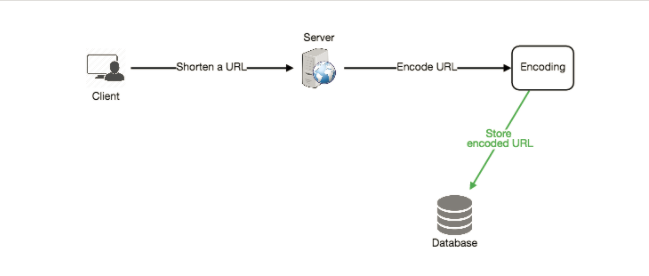 Server
Shorten a URL
Encode URL
Encoding
Client
Store
encoded URL
Database